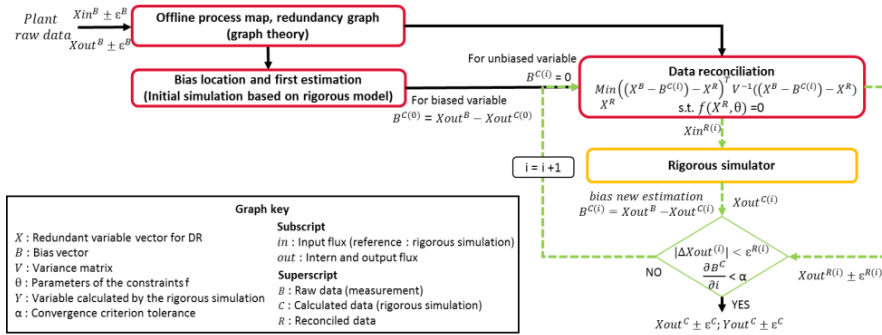 Plant
raw data
Xin^B ± ε^B
Xout^B ± ε^B
Offline process map, redundancy graph
(graph theory)
Bias location and first estimation
(Initial simulation based on rigorous model)
For unbiased variable
B^C(i) = 0
For biased variable
B^C(0) = Xout^B − Xout^C(0)
Data reconciliation
Min ((X^B − B^C(i)) − X^R)^T V^−1 ((X^B − B^C(i)) − X^R)
X^R
s.t. f(X^R, θ) =0
Xin^R(i)
Rigorous simulator
i = i +1
bias new estimation
B^C(i) = Xout^B −Xout^C(i)
Xout^C(i)
|ΔXout^(i)| < ε^R(i)
∂B^C
/∂i < α
NO
YES
Xout^R(i) ± ε^R(i)
Xout^C ± ε^C; Yout^C ± ε^C
Graph key
X : Redundant variable vector for DR
B : Bias vector
V : Variance matrix
θ : Parameters of the constraints f
Y : Variable calculated by the rigorous simulation
α : Convergence criterion tolerance
Subscript
in : Input flux (reference : rigorous simulation)
out : Intern and output flux
Superscript
B : Raw data (measurement)
C : Calculated data (rigorous simulation)
R : Reconciled data